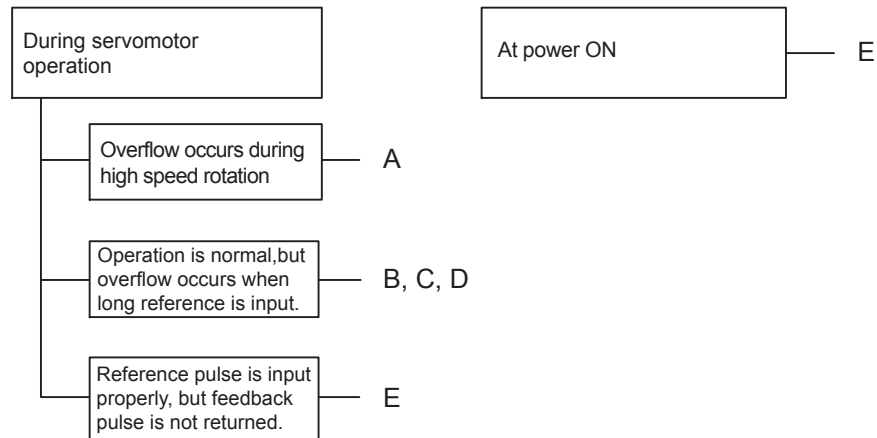 During servomotor
operation
At power ON
E
Overflow occurs during
high speed rotation
A
Operation is normal,but
overflow occurs when
long reference is input.
B, C, D
Reference pulse is input
properly, but feedback
pulse is not returned.
E